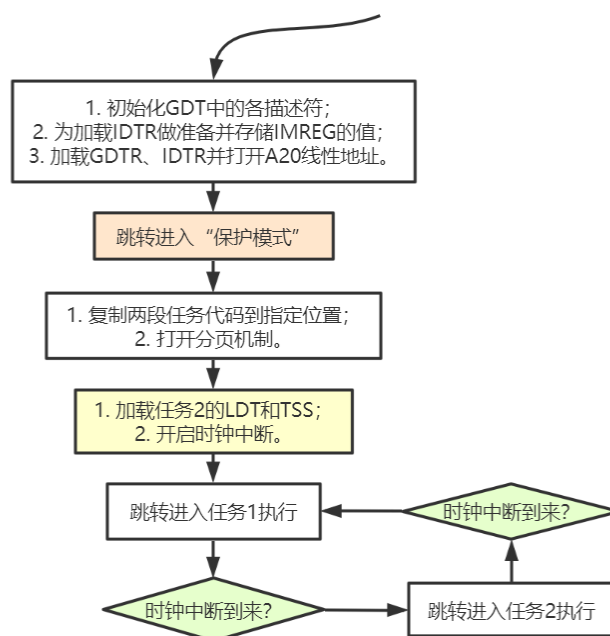 1. 初始化GDT中的各描述符；
2. 为加载IDTR做准备并存储IMREG的值；
3. 加载GDTR、IDTR并打开A20线性地址。
跳转进入“保护模式”
1. 复制两段任务代码到指定位置；
2. 打开分页机制。
1. 加载任务2的LDT和TSS；
2. 开启时钟中断。
跳转进入任务1执行
时钟中断到来？
时钟中断到来？
跳转进入任务2执行